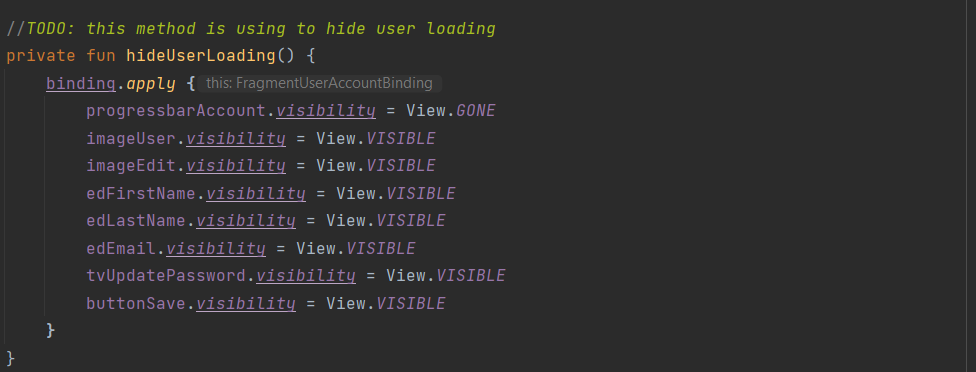 //TODO: this method is using to hide user loading
private fun hideUserLoading() {
    binding.apply { this: FragmentUserAccountBinding
        progressbarAccount.visibility = View.GONE
        imageUser.visibility = View.VISIBLE
        imageEdit.visibility = View.VISIBLE
        edFirstName.visibility = View.VISIBLE
        edLastName.visibility = View.VISIBLE
        edEmail.visibility = View.VISIBLE
        tvUpdatePassword.visibility = View.VISIBLE
        buttonSave.visibility = View.VISIBLE
    }
}